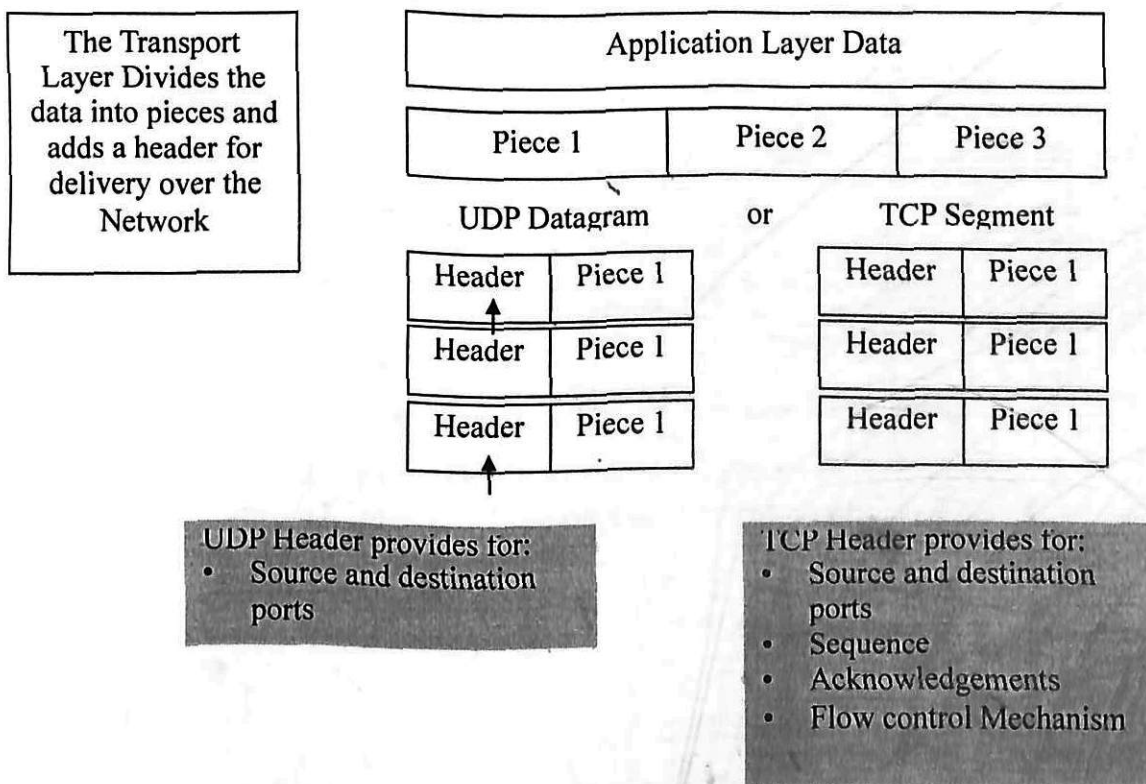 The Transport
Layer Divides the
data into pieces and
adds a header for
delivery over the
Network
Application Layer Data
Piece 1 Piece 2 Piece 3
UDP Datagram or TCP Segment
Header Piece 1 Header Piece 1
Header Piece 1 Header Piece 1
Header Piece 1 Header Piece 1
UDP Header provides for:
• Source and destination
ports
TCP Header provides for:
• Source and destination
ports
• Sequence
• Acknowledgements
• Flow control Mechanism